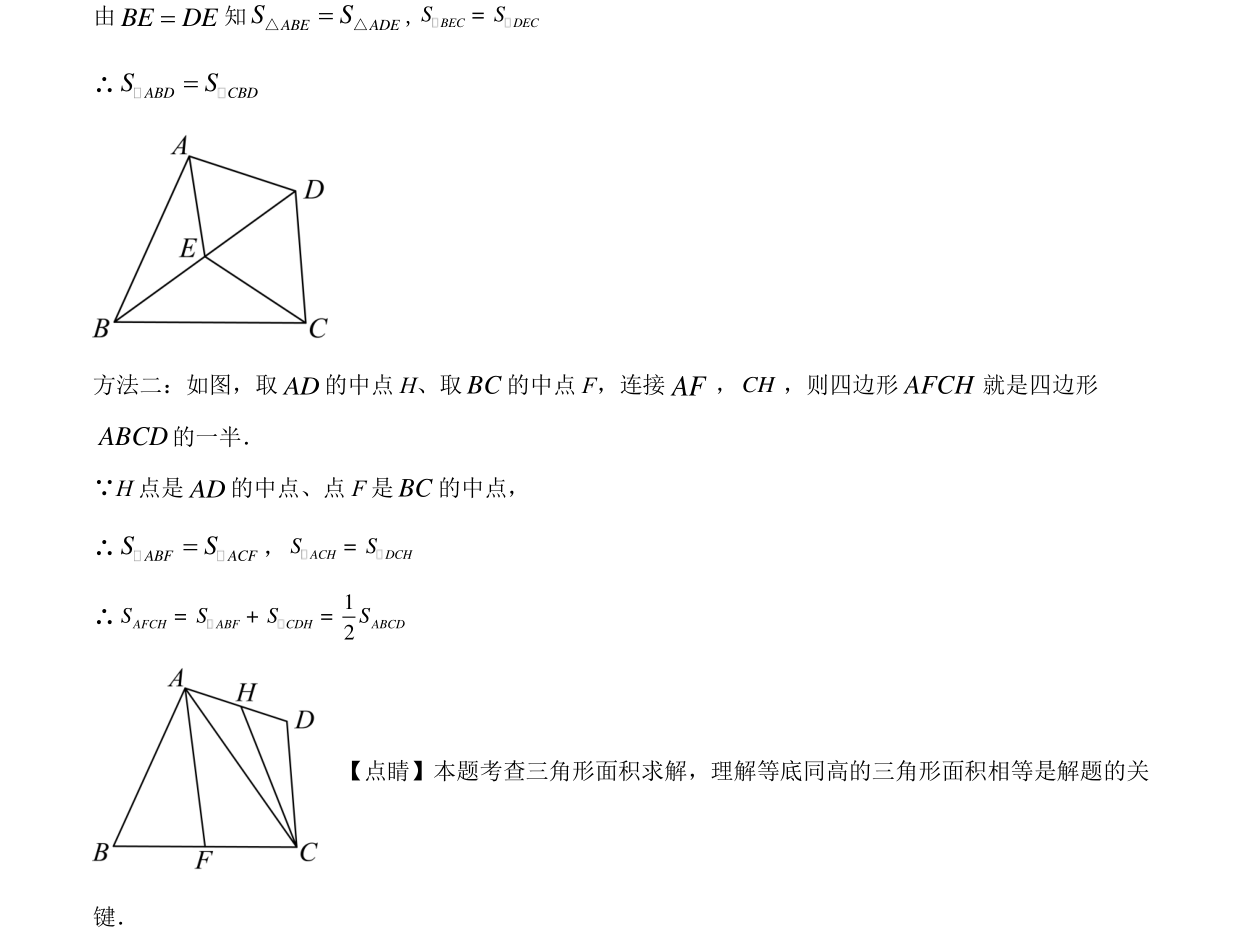 由 BE = DE 知 S△ABE = S△ADE , S□BEC = S□DEC
∴ S□ABD = S□CBD
A
D
E
B
C
方法二：如图，取 AD 的中点 H、取 BC 的中点 F，连接 AF ， CH ，则四边形 AFCH 就是四边形
ABCD 的一半．
∵H 点是 AD 的中点、点 F 是 BC 的中点，
∴ S□ABF = S□ACF ， S□ACH = S□DCH
∴ SAFCH = S□ABF + S□CDH = 1/2 SABCD
A
H
D
B
F
C
【点睛】本题考查三角形面积求解，理解等底同高的三角形面积相等是解题的关
键．